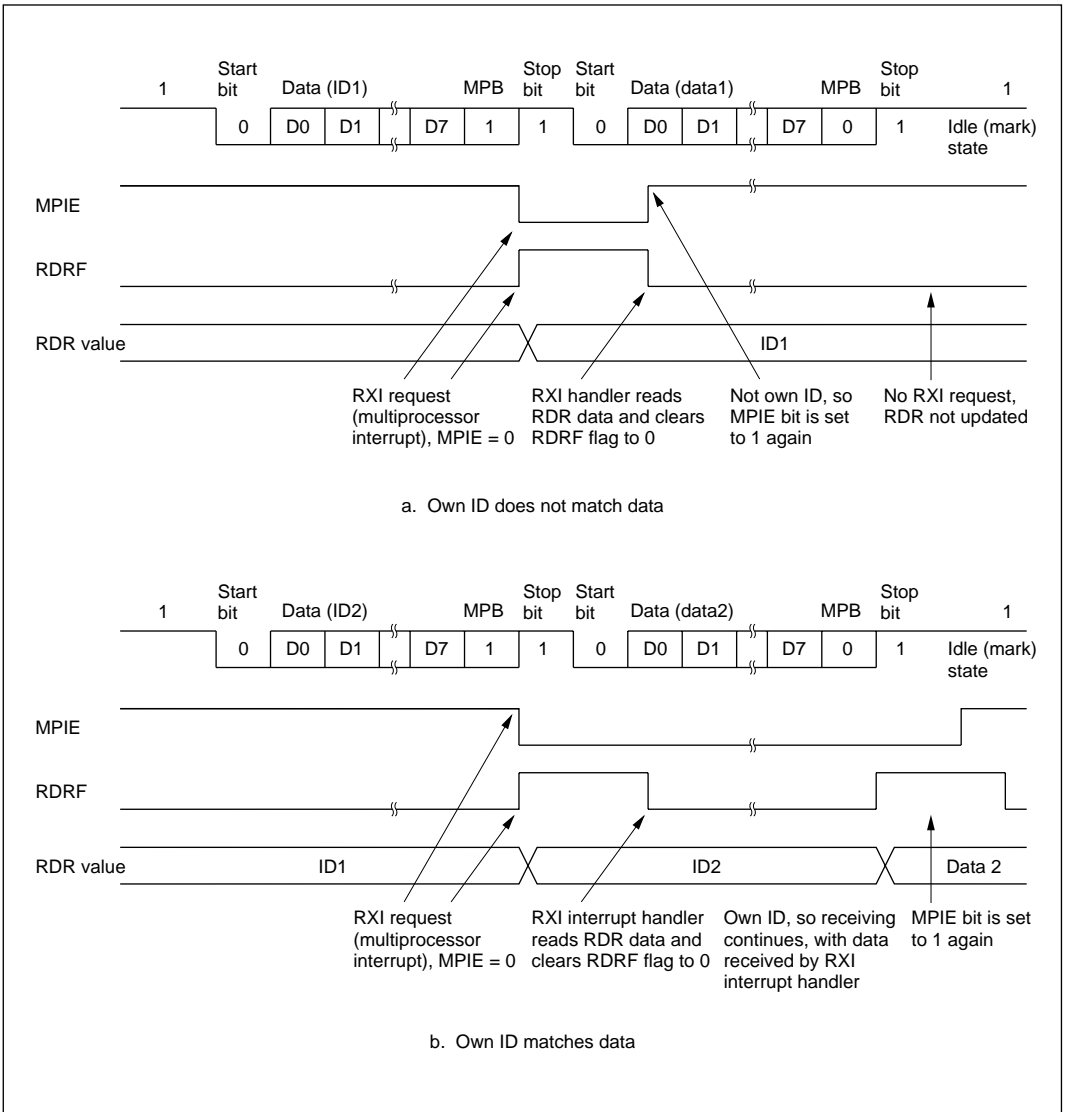 Start Stop Start Stop
1 bit Data (ID1) MPB bit bit Data (data1) MPB bit 1
0 D0 D1 D7 1 1 0 D0 D1 D7 0 1 Idle (mark)
state
MPIE
RDRF
RDR value ID1
RXI request RXI handler reads Not own ID, so No RXI request,
(multiprocessor RDR data and clears MPIE bit is set RDR not updated
interrupt), MPIE = 0 RDRF flag to 0 to 1 again
a. Own ID does not match data
Start Stop Start Stop
1 bit Data (ID2) MPB bit bit Data (data2) MPB bit 1
0 D0 D1 D7 1 1 0 D0 D1 D7 0 1 Idle (mark)
state
MPIE
RDRF
RDR value ID1 ID2 Data 2
RXI request RXI interrupt handler Own ID, so receiving MPIE bit is set
(multiprocessor reads RDR data and continues, with data to 1 again
interrupt), MPIE = 0 clears RDRF flag to 0 received by RXI
interrupt handler
b. Own ID matches data